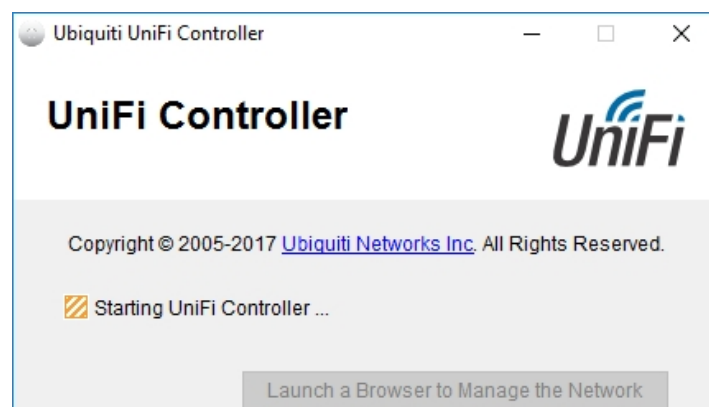 Ubiquiti UniFi Controller
UniFi Controller
UniFi
Copyright © 2005-2017 Ubiquiti Networks Inc. All Rights Reserved.
Starting UniFi Controller ...
Launch a Browser to Manage the Network